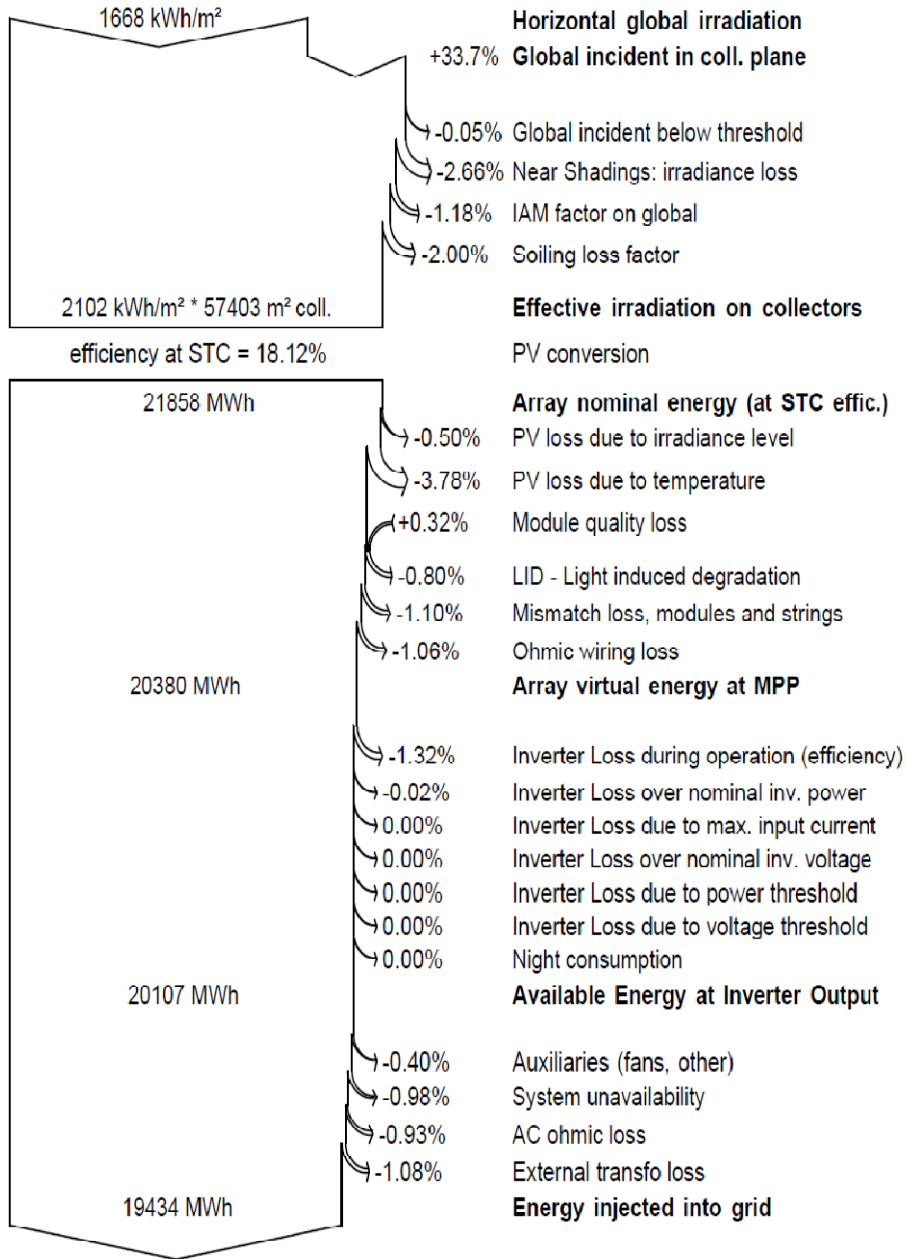 1668 kWh/m² Horizontal global irradiation
+33.7% Global incident in coll. plane
-0.05% Global incident below threshold
-2.66% Near Shadings: irradiance loss
-1.18% IAM factor on global
-2.00% Soiling loss factor
2102 kWh/m² * 57403 m² coll. Effective irradiation on collectors
efficiency at STC = 18.12% PV conversion
21858 MWh Array nominal energy (at STC effic.)
-0.50% PV loss due to irradiance level
-3.78% PV loss due to temperature
+0.32% Module quality loss
-0.80% LID - Light induced degradation
-1.10% Mismatch loss, modules and strings
-1.06% Ohmic wiring loss
20380 MWh Array virtual energy at MPP
-1.32% Inverter Loss during operation (efficiency)
-0.02% Inverter Loss over nominal inv. power
0.00% Inverter Loss due to max. input current
0.00% Inverter Loss over nominal inv. voltage
0.00% Inverter Loss due to power threshold
0.00% Inverter Loss due to voltage threshold
0.00% Night consumption
20107 MWh Available Energy at Inverter Output
-0.40% Auxiliaries (fans, other)
-0.98% System unavailability
-0.93% AC ohmic loss
-1.08% External transfo loss
19434 MWh Energy injected into grid